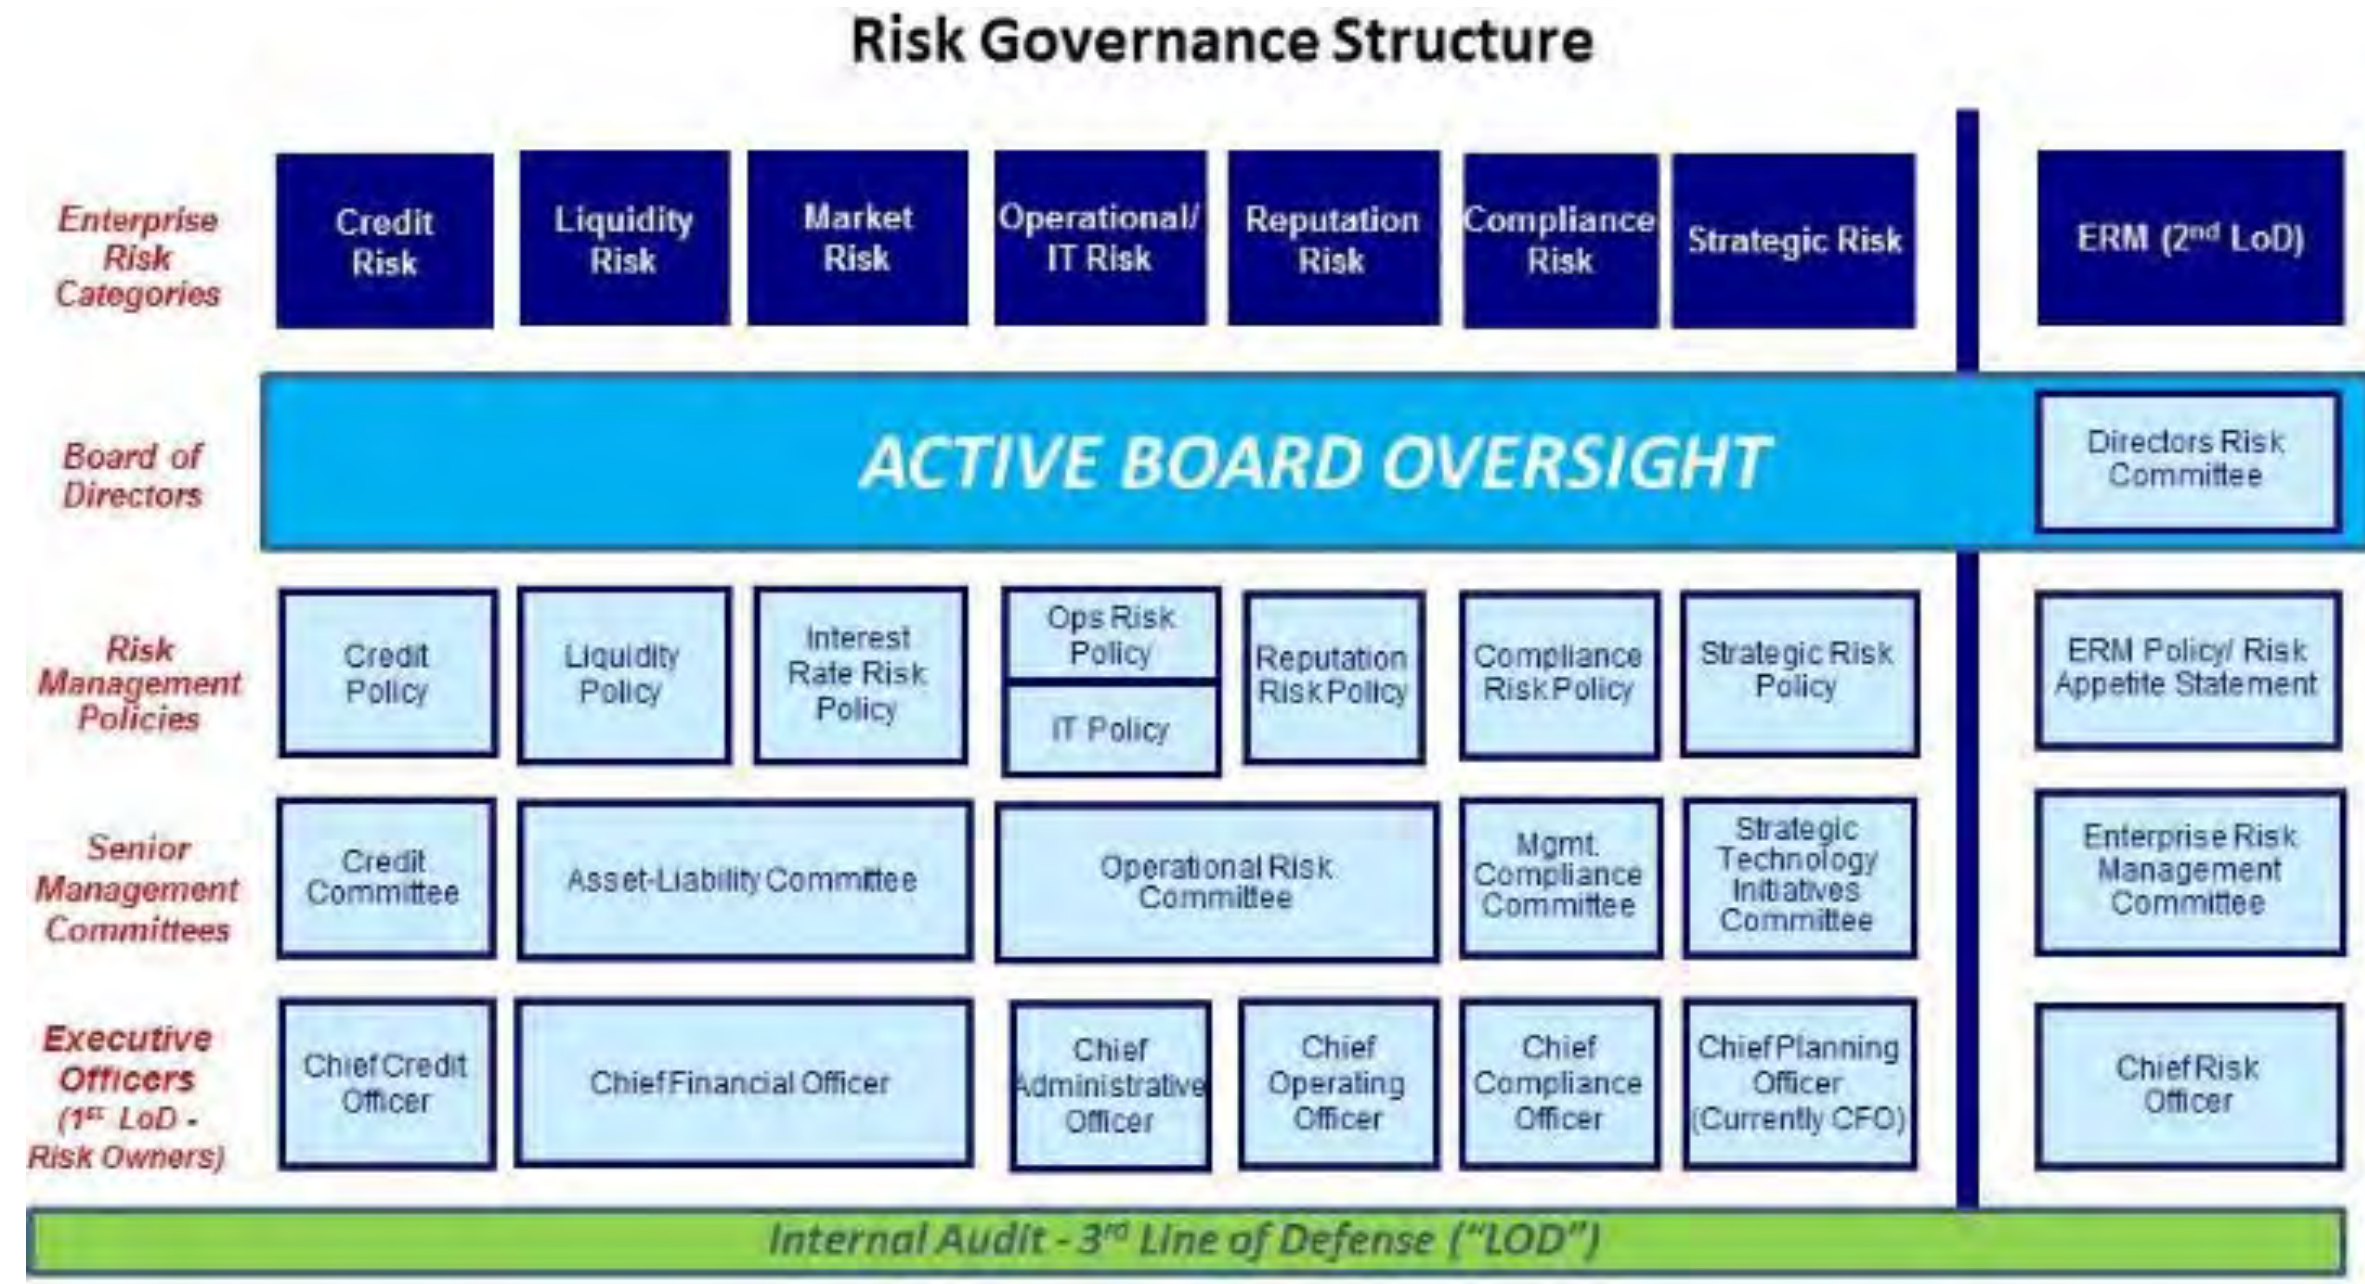 Risk Governance Structure
Enterprise
Risk
Categories
Credit
Risk
Liquidity
Risk
Market
Risk
Operational/
IT Risk
Reputation
Risk
Compliance
Risk
Strategic Risk
ERM (2nd LoD)
Board of
Directors
ACTIVE BOARD OVERSIGHT
Directors Risk
Committee
Risk
Management
Policies
Credit
Policy
Liquidity
Policy
Interest
Rate Risk
Policy
Ops Risk
Policy
IT Policy
Reputation
Risk Policy
Compliance
Risk Policy
Strategic Risk
Policy
ERM Policy/ Risk
Appetite Statement
Senior
Management
Committees
Credit
Committee
Asset-Liability Committee
Operational Risk
Committee
Mgmt.
Compliance
Committee
Strategic
Technology
Initiatives
Committee
Enterprise Risk
Management
Committee
Executive
Officers
(1ST LoD -
Risk Owners)
Chief Credit
Officer
Chief Financial Officer
Chief
Administrative
Officer
Chief
Operating
Officer
Chief
Compliance
Officer
Chief Planning
Officer
(Currently CFO)
Chief Risk
Officer
Internal Audit - 3rd Line of Defense ("LOD")